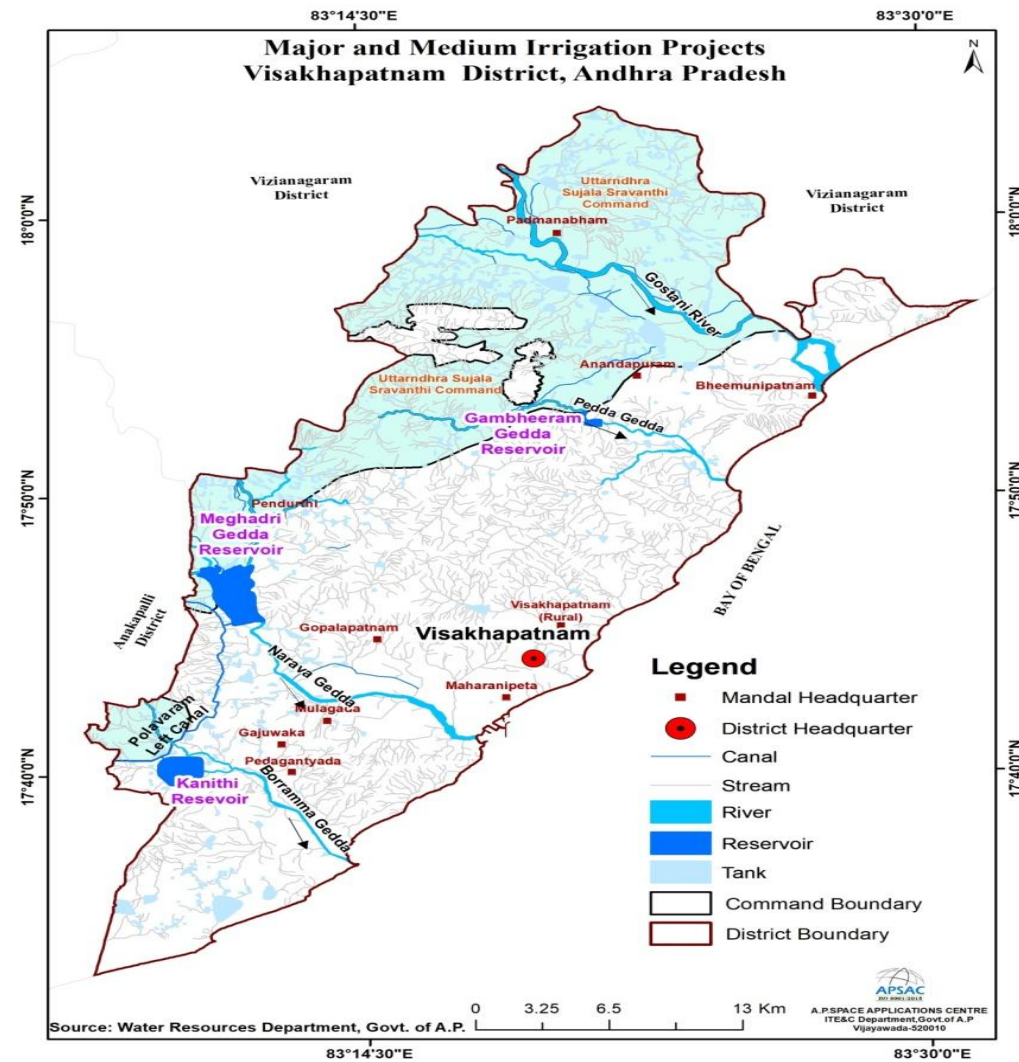 83°14'30"E
83°30'0"E
Major and Medium Irrigation Projects
Visakhapatnam District, Andhra Pradesh
N
Vizianagaram
District
Uttarndhra
Sujala Sravanthi
Command
Vizianagaram
District
18°0'0"N
18°0'0"N
Padmanabham
Gostani River
Anandapuram
Uttarndhra Sujala
Sravanthi Command
Bheemunipatnam
Pedda Gedda
Gambheeram
Gedda
Reservoir
17°50'0"N
17°50'0"N
Pendurthi
Meghadri
Gedda
Reservoir
BAY OF BENGAL
Anakapalli
District
Visakhapatnam
(Rural)
Gopalapatnam
Visakhapatnam
Narava Gedda
Maharanipeta
Mulagada
Polavaram
Left Canal
Gajuwaka
Pedagantyada
17°40'0"N
17°40'0"N
Kanithi
Resevoir
Borramma Gedda
Legend
Mandal Headquarter
District Headquarter
Canal
Stream
River
Reservoir
Tank
Command Boundary
District Boundary
APSAC
ISO 9001:2015
0 3.25 6.5 13 Km
Source: Water Resources Department, Govt. of A.P.
A.P.SPACE APPLICATIONS CENTRE
ITE&C Department,Govt.of A.P
Vijayawada-520010
83°14'30"E
83°30'0"E